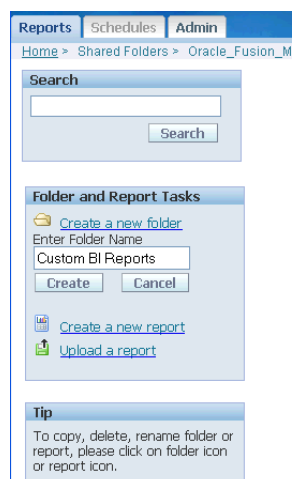 Reports Schedules Admin
Home > Shared Folders > Oracle_Fusion_M
Search
Search
Folder and Report Tasks
Create a new folder
Enter Folder Name
Custom BI Reports
Create Cancel
Create a new report
Upload a report
Tip
To copy, delete, rename folder or
report, please click on folder icon
or report icon.